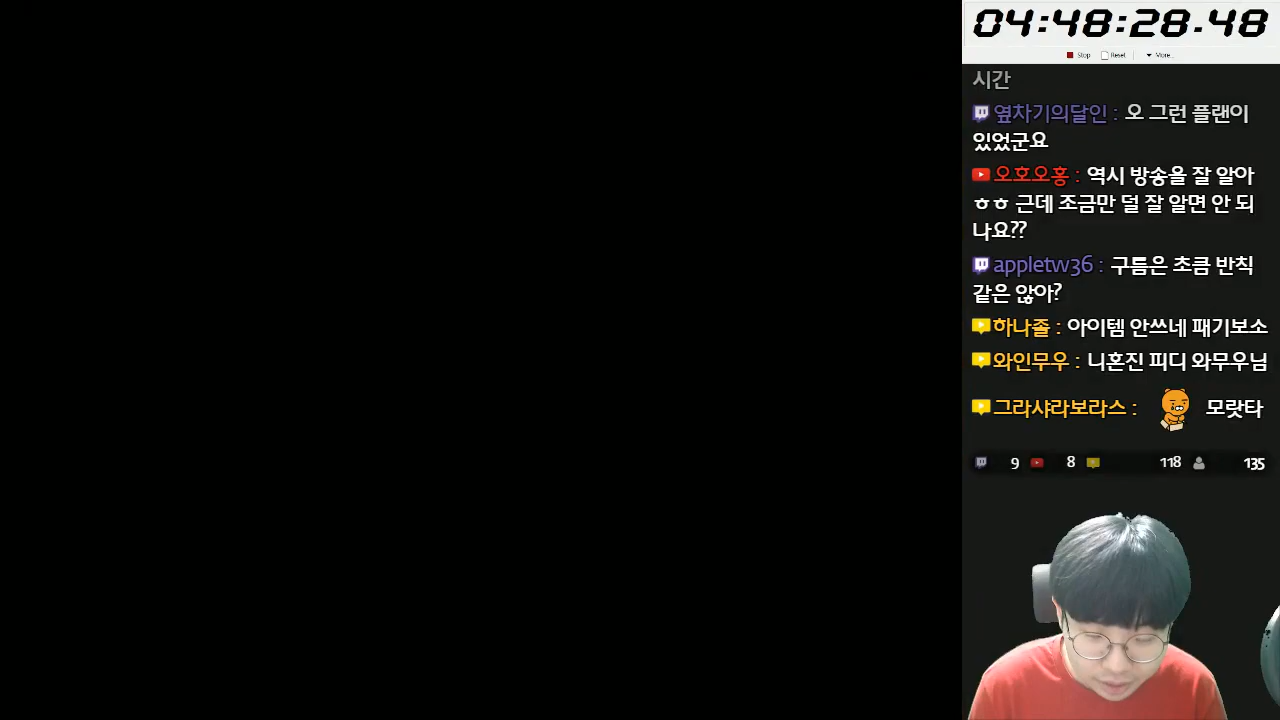 04:48:28.48
Stop Reset More...
시간
옆차기의달인 : 오 그런 플랜이
있었군요
오호오홍 : 역시 방송을 잘 알아
ㅎㅎ 근데 조금만 덜 잘 알면 안 되
나요??
appletw36 : 구틈은 초큼 반칙
같은 않아?
하나졸 : 아이템 안쓰네 패기보소
와인무우 : 니혼진 피디 와무우님
그라샤라보라스 : 모랏타
9 8 118 135